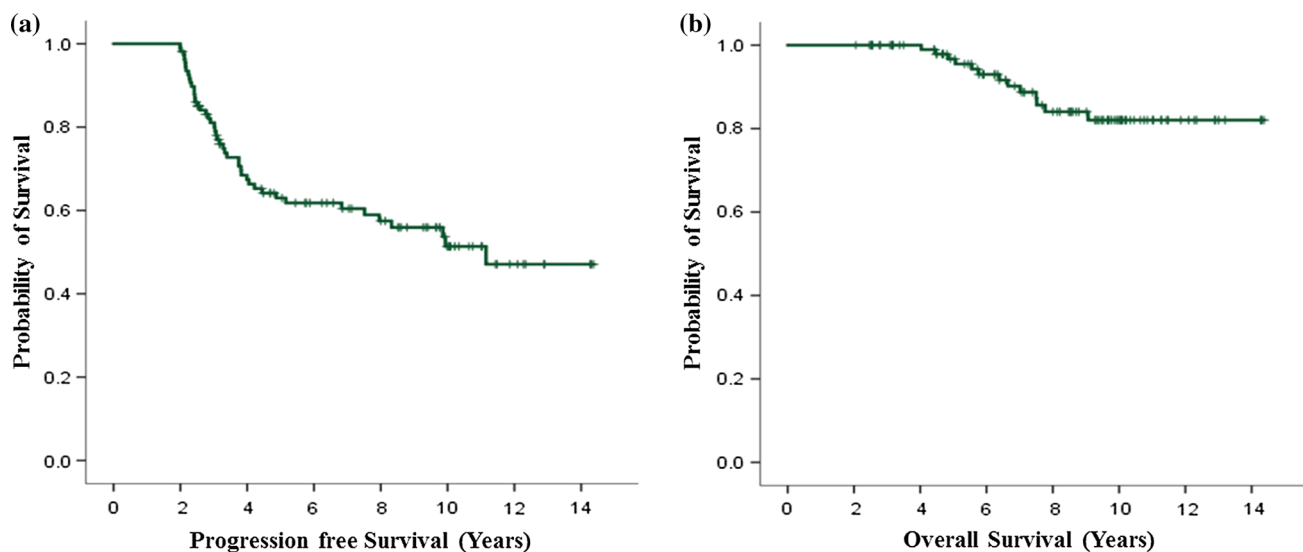 (a)
Probability of Survival
1.0
0.8
0.6
0.4
0.2
0.0
0 2 4 6 8 10 12 14
Progression free Survival (Years)
(b)
Probability of Survival
1.0
0.8
0.6
0.4
0.2
0.0
0 2 4 6 8 10 12 14
Overall Survival (Years)